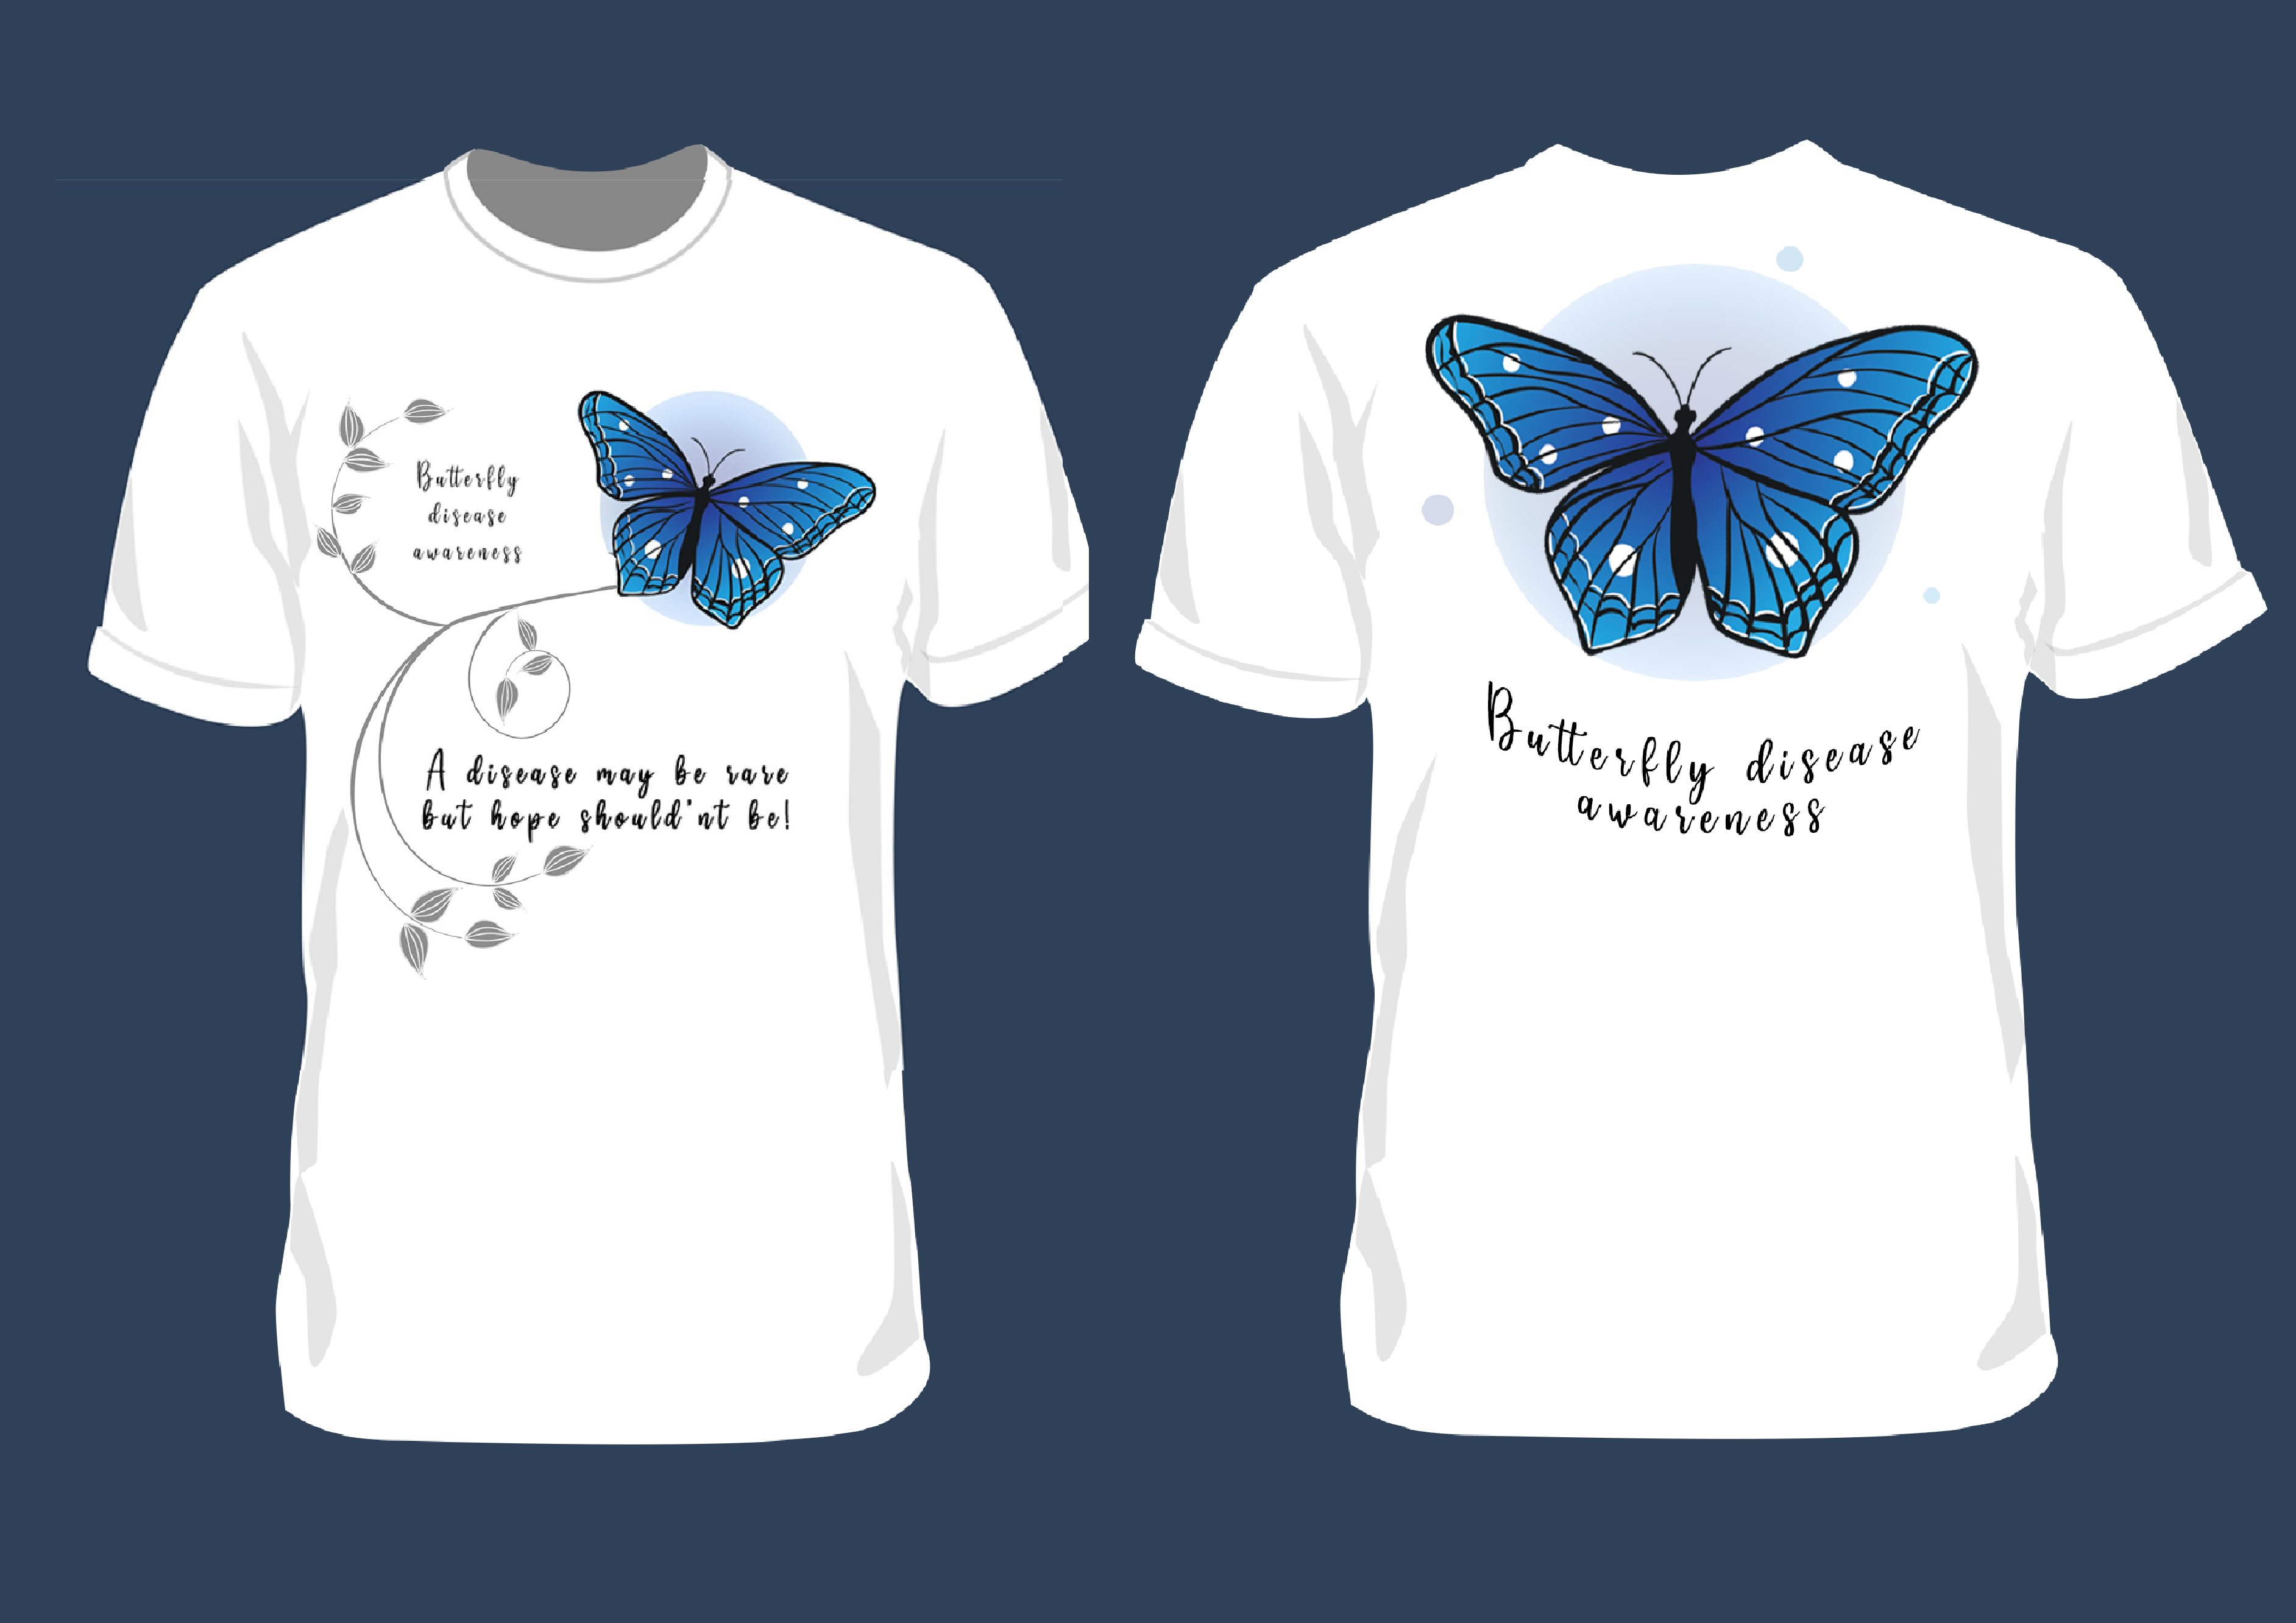 Butterfly
disease
awareness
A disease may be rare
but hope should'nt be!
Butterfly disease
awareness